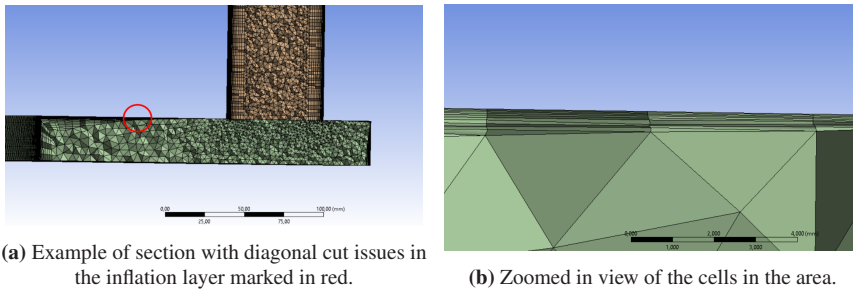 0,00
50,00
100,00 (mm)
25,00
75,00
0,000
2,000
4,000 (mm)
1,000
3,000
(a) Example of section with diagonal cut issues in
the inflation layer marked in red.
(b) Zoomed in view of the cells in the area.